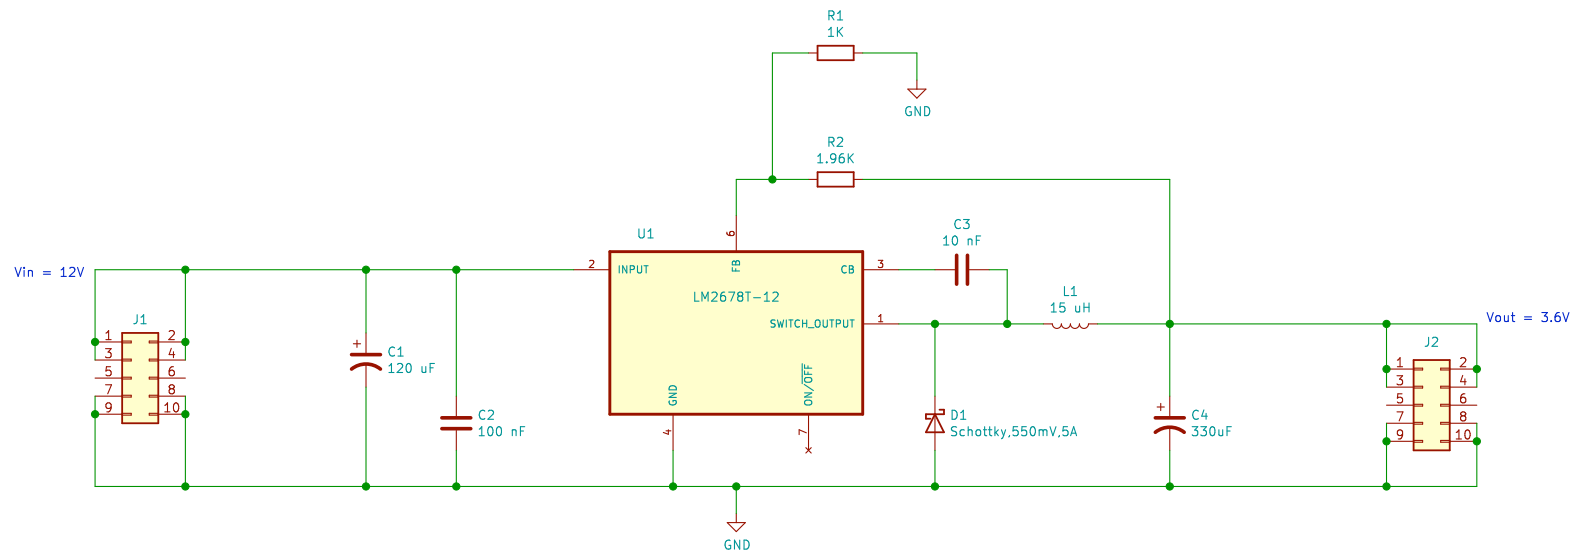 R1
1K
GND
R2
1.96K
C3
10 nF
U1
6
FB
Vin = 12V
2
INPUT
CB
3
LM2678T-12
L1
15 uH
SWITCH_OUTPUT
1
Vout = 3.6V
J1
1 2
3 4
5 6
7 8
9 10
+
C1
120 uF
J2
1 2
3 4
5 6
7 8
9 10
C2
100 nF
GND
4
ON/OFF
7
D1
Schottky,550mV,5A
+
C4
330uF
GND